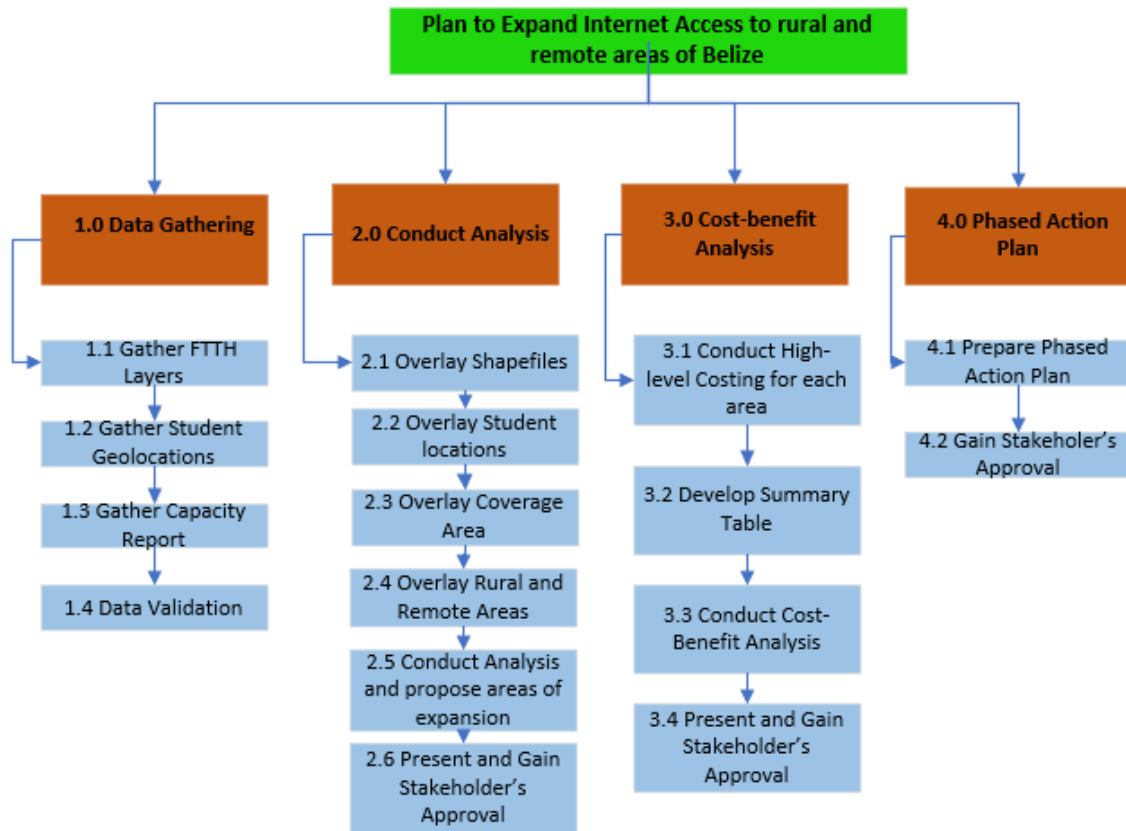 Plan to Expand Internet Access to rural and
remote areas of Belize
1.0 Data Gathering
2.0 Conduct Analysis
3.0 Cost-benefit
Analysis
4.0 Phased Action
Plan
1.1 Gather FTTH
Layers
1.2 Gather Student
Geolocations
1.3 Gather Capacity
Report
1.4 Data Validation
2.1 Overlay Shapefiles
2.2 Overlay Student
locations
2.3 Overlay Coverage
Area
2.4 Overlay Rural and
Remote Areas
2.5 Conduct Analysis
and propose areas of
expansion
2.6 Present and Gain
Stakeholder’s
Approval
3.1 Conduct High-
level Costing for each
area
3.2 Develop Summary
Table
3.3 Conduct Cost-
Benefit Analysis
3.4 Present and Gain
Stakeholder’s
Approval
4.1 Prepare Phased
Action Plan
4.2 Gain Stakeholer’s
Approval